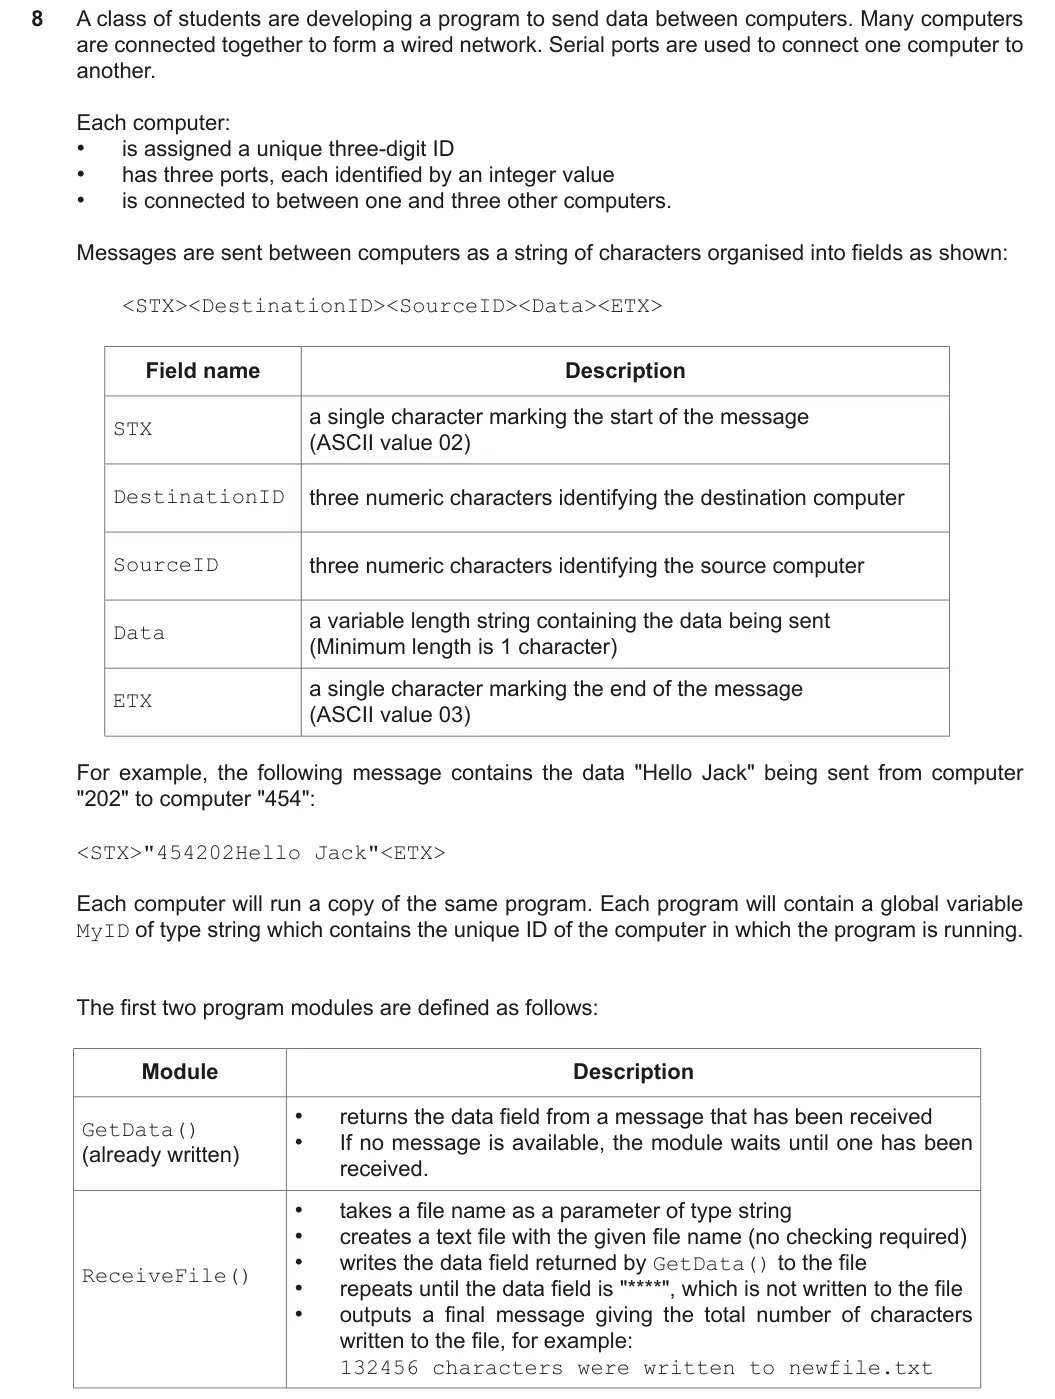 8 A class of students are developing a program to send data between computers. Many computers
are connected together to form a wired network. Serial ports are used to connect one computer to
another.
Each computer:
• is assigned a unique three-digit ID
• has three ports, each identified by an integer value
• is connected to between one and three other computers.
Messages are sent between computers as a string of characters organised into fields as shown:
<STX><DestinationID><SourceID><Data><ETX>
Field name Description
STX a single character marking the start of the message
(ASCII value 02)
DestinationID three numeric characters identifying the destination computer
SourceID three numeric characters identifying the source computer
Data a variable length string containing the data being sent
(Minimum length is 1 character)
ETX a single character marking the end of the message
(ASCII value 03)
For example, the following message contains the data "Hello Jack" being sent from computer
"202" to computer "454":
<STX>"454202Hello Jack"<ETX>
Each computer will run a copy of the same program. Each program will contain a global variable
MyID of type string which contains the unique ID of the computer in which the program is running.
The first two program modules are defined as follows:
Module Description
GetData()
(already written)
• returns the data field from a message that has been received
• If no message is available, the module waits until one has been
received.
ReceiveFile()
• takes a file name as a parameter of type string
• creates a text file with the given file name (no checking required)
• writes the data field returned by GetData() to the file
• repeats until the data field is "****", which is not written to the file
• outputs a final message giving the total number of characters
written to the file, for example:
132456 characters were written to newfile.txt